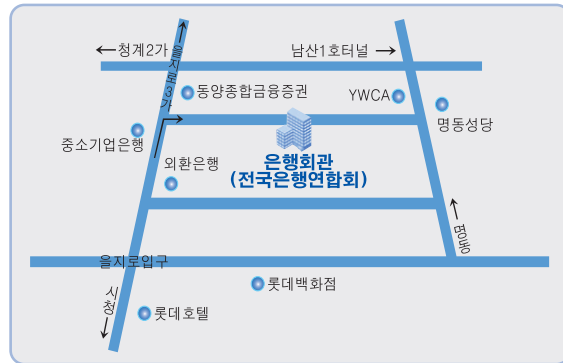 청계2가
남산1호터널
을지로3가
동양종합금융증권
YWCA
명동성당
중소기업은행
외환은행
은행회관
(전국은행연합회)
명동
을지로입구
시청
롯데백화점
롯데호텔